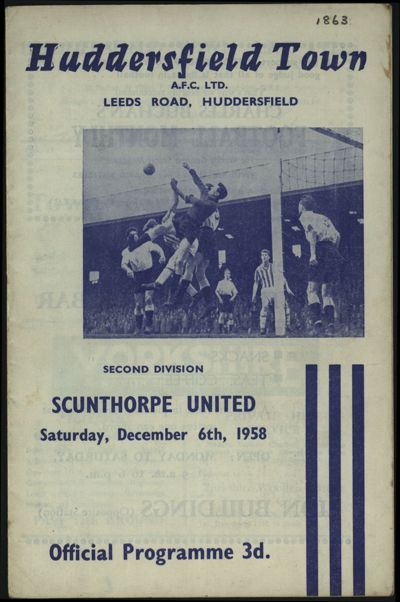 1863
Huddersfield Town
A.F.C. LTD.
LEEDS ROAD, HUDDERSFIELD
SECOND DIVISION
SCUNTHORPE UNITED
Saturday, December 6th, 1958
Official Programme 3d.